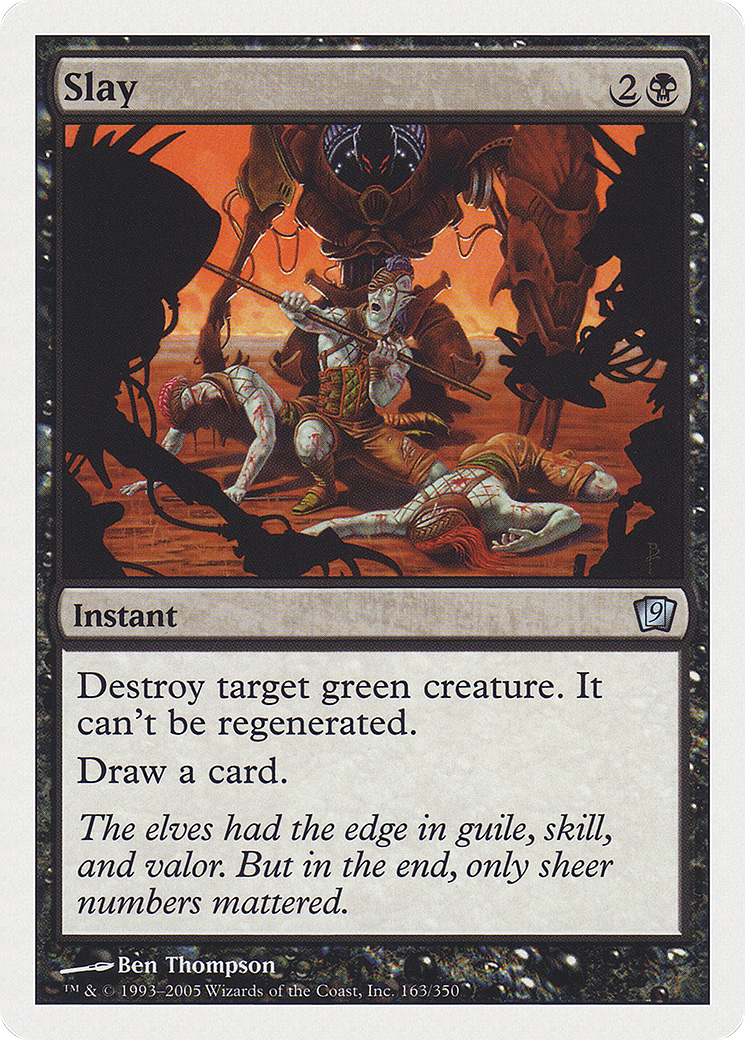 Slay 2
Instant 9
Destroy target green creature. It
can't be regenerated.
Draw a card.
The elves had the edge in guile, skill,
and valor. But in the end, only sheer
numbers mattered.
Ben Thompson
™ & © 1993–2005 Wizards of the Coast, Inc. 163/350